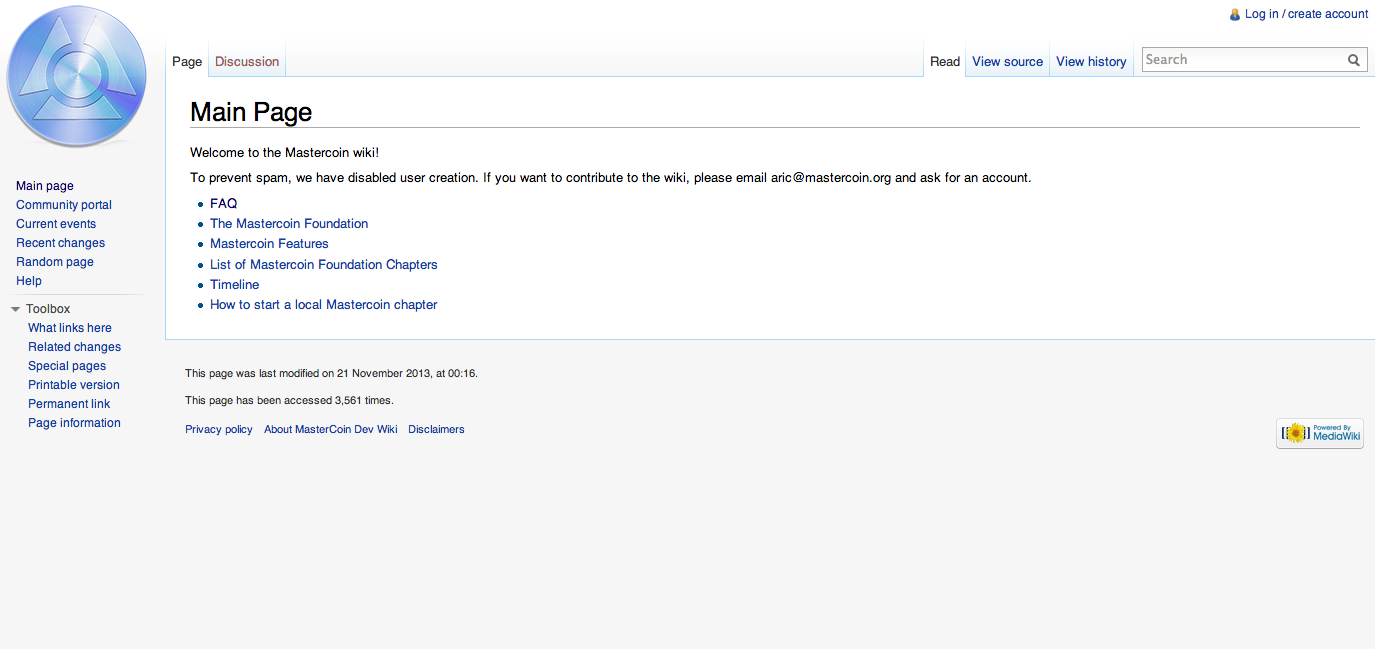 Log in / create account
Page Discussion Read View source View history Search
Main Page
Welcome to the Mastercoin wiki!
To prevent spam, we have disabled user creation. If you want to contribute to the wiki, please email aric@mastercoin.org and ask for an account.
FAQ
The Mastercoin Foundation
Mastercoin Features
List of Mastercoin Foundation Chapters
Timeline
How to start a local Mastercoin chapter
Main page
Community portal
Current events
Recent changes
Random page
Help
Toolbox
What links here
Related changes
Special pages
Printable version
Permanent link
Page information
This page was last modified on 21 November 2013, at 00:16.
This page has been accessed 3,561 times.
Privacy policy About MasterCoin Dev Wiki Disclaimers
Powered By
MediaWiki